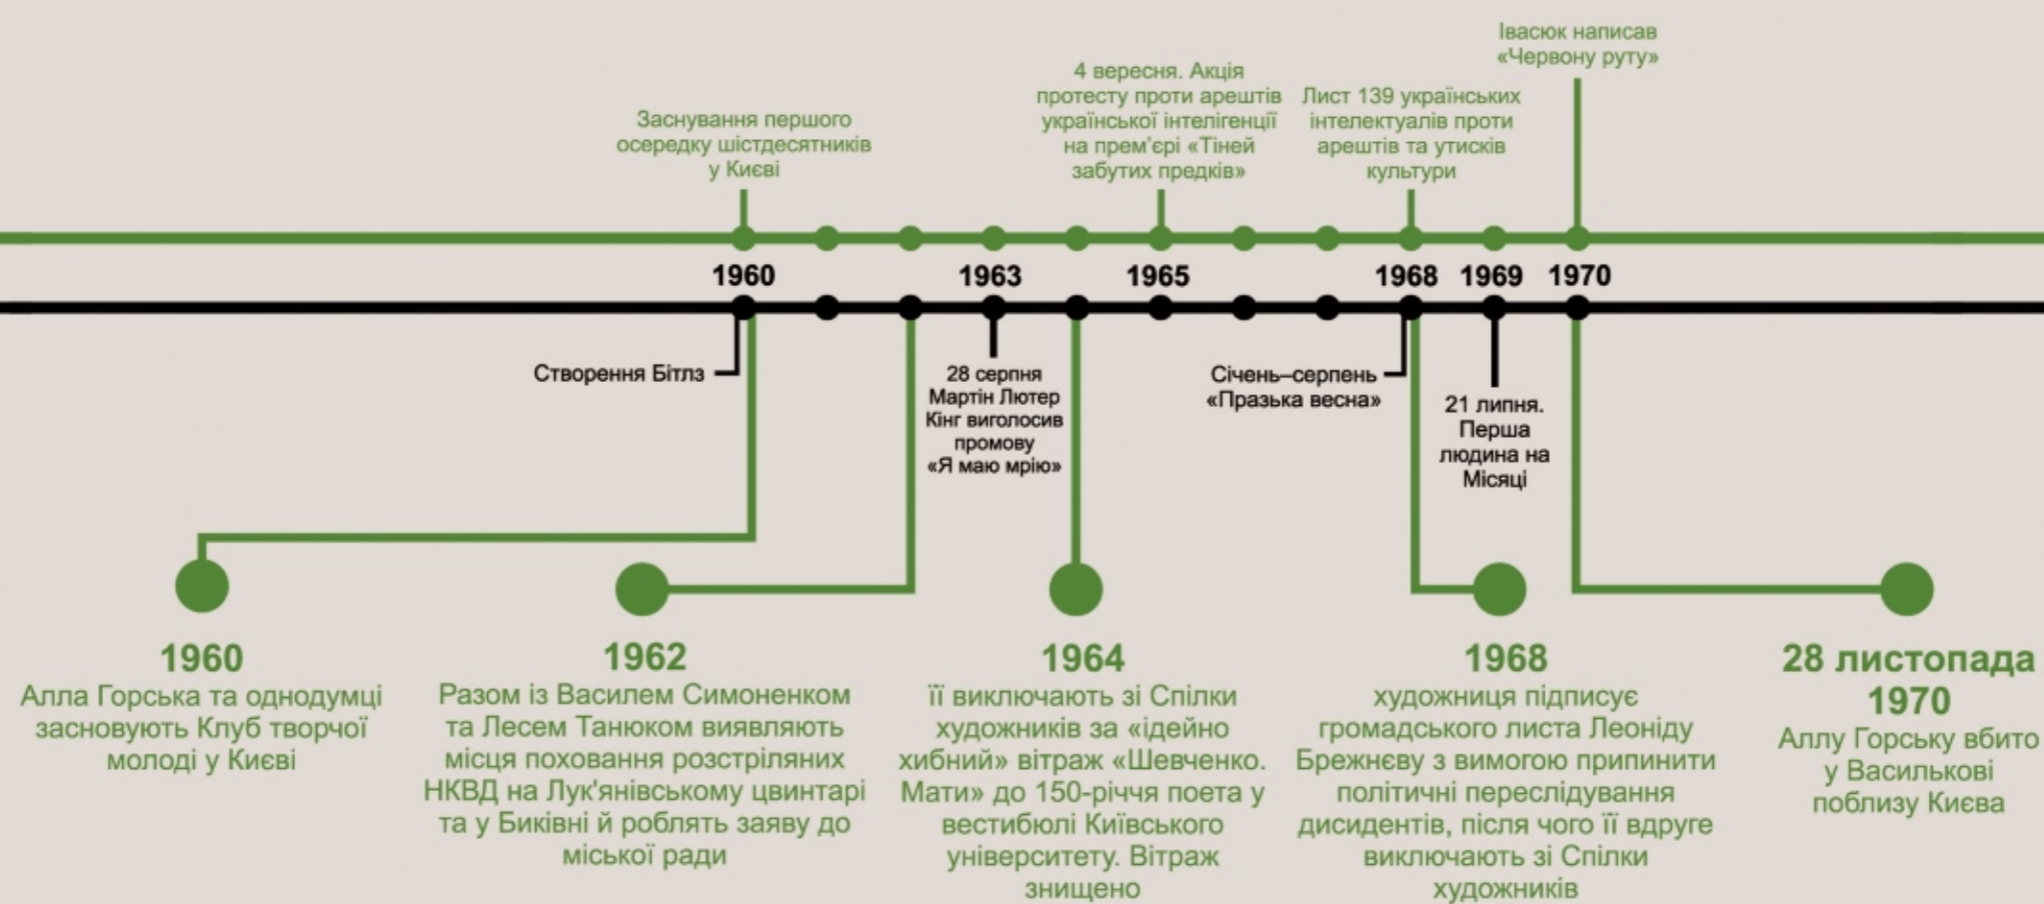 Івасюк написав
«Червону руту»
4 вересня. Акція
протесту проти арештів
української інтелігенції
на прем'єрі «Тіней
забутих предків»
Лист 139 українських
інтелектуалів проти
арештів та утисків
культури
Заснування першого
осередку шістдесятників
у Києві
1960
1963
1965
1968
1969
1970
Створення Бітлз
28 серпня
Мартін Лютер
Кінг виголосив
промову
«Я маю мрію»
Січень–серпень
«Празька весна»
21 липня.
Перша
людина на
Місяці
1960
Алла Горська та однодумці
засновують Клуб творчої
молоді у Києві
1962
Разом із Василем Симоненком
та Лесем Танюком виявляють
місця поховання розстріляних
НКВД на Лук'янівському цвинтарі
та у Биківні й роблять заяву до
міської ради
1964
її виключають зі Спілки
художників за «ідейно
хибний» вітраж «Шевченко.
Мати» до 150-річчя поета у
вестибюлі Київського
університету. Вітраж
знищено
1968
художниця підписує
громадського листа Леоніду
Брежнєву з вимогою припинити
політичні переслідування
дисидентів, після чого її вдруге
виключають зі Спілки
художників
28 листопада
1970
Аллу Горську вбито
у Василькові
поблизу Києва